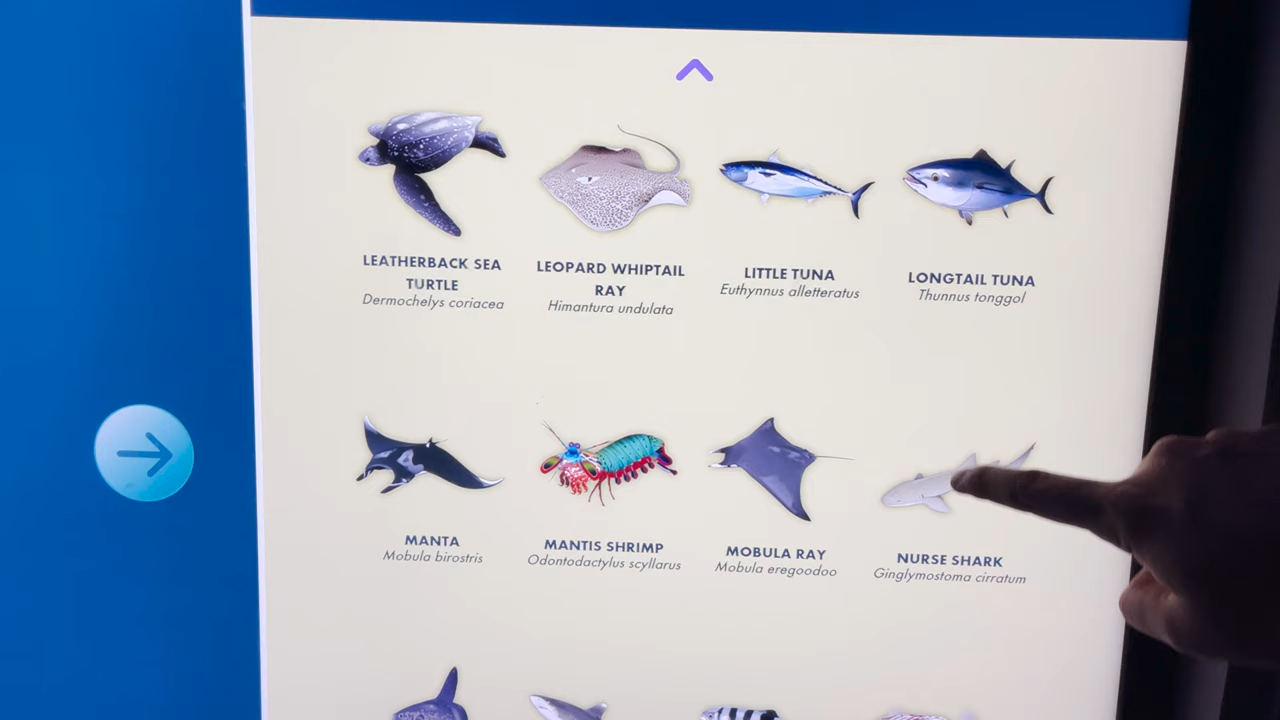 LEATHERBACK SEA
TURTLE
Dermochelys coriacea
LEOPARD WHIPTAIL
RAY
Himantura undulata
LITTLE TUNA
Euthynnus alletteratus
LONGTAIL TUNA
Thunnus tonggol
MANTA
Mobula birostris
MANTIS SHRIMP
Odontodactylus scyllarus
MOBULA RAY
Mobula eregoodoo
NURSE SHARK
Ginglymostoma cirratum